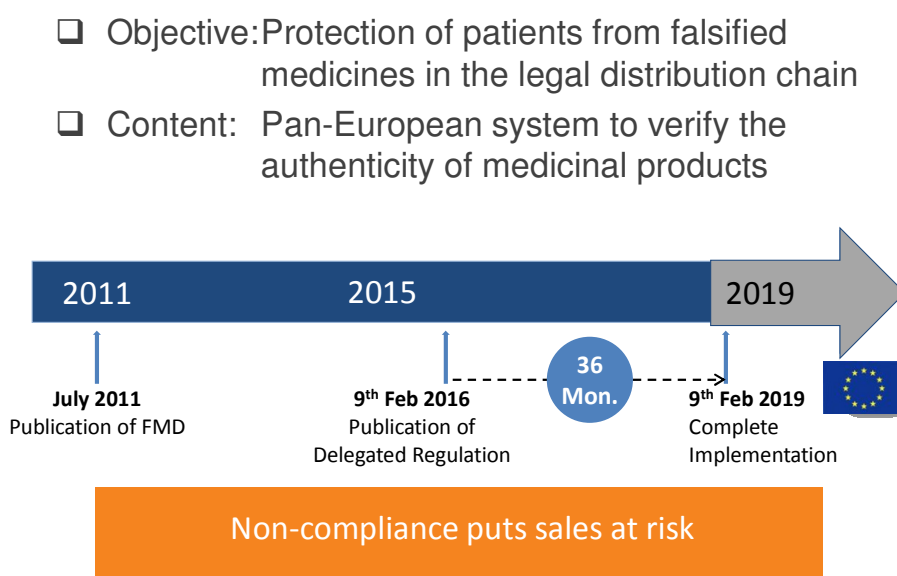 Objective: Protection of patients from falsified
medicines in the legal distribution chain
Content: Pan-European system to verify the
authenticity of medicinal products
2011 2015 2019
36
Mon.
July 2011
Publication of FMD
9th Feb 2016
Publication of
Delegated Regulation
9th Feb 2019
Complete
Implementation
Non-compliance puts sales at risk